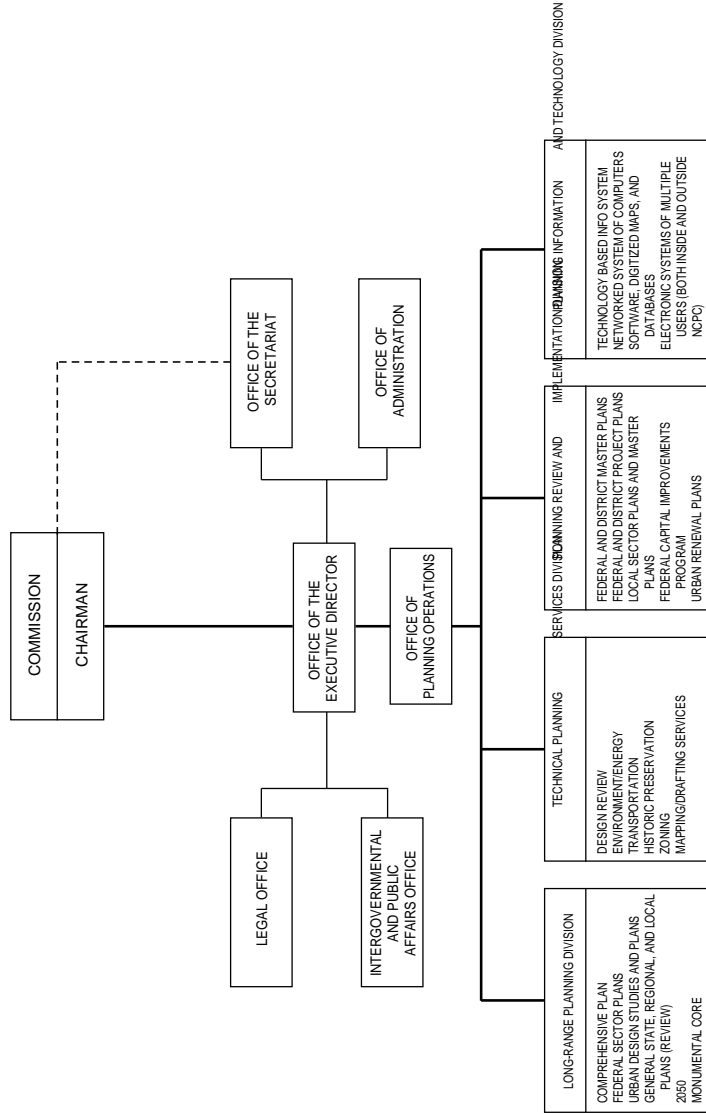 COMMISSION
CHAIRMAN
LEGAL OFFICE
OFFICE OF THE
SECRETARIAT
INTERGOVERNMENTAL
AND PUBLIC
AFFAIRS OFFICE
OFFICE OF THE
EXECUTIVE DIRECTOR
OFFICE OF
ADMINISTRATION
OFFICE OF
PLANNING OPERATIONS
LONG-RANGE PLANNING DIVISION
COMPREHENSIVE PLAN
FEDERAL SECTOR PLANS
URBAN DESIGN STUDIES AND PLANS
GENERAL STATE, REGIONAL, AND LOCAL
PLANS (REVIEW)
2050
MONUMENTAL CORE
TECHNICAL PLANNING
SERVICES DIVISION
DESIGN REVIEW
ENVIRONMENT/ENERGY
TRANSPORTATION
HISTORIC PRESERVATION
ZONING
MAPPING/DRAFTING SERVICES
PLANNING REVIEW AND
IMPLEMENTATION DIVISION
FEDERAL AND DISTRICT MASTER PLANS
FEDERAL AND DISTRICT PROJECT PLANS
LOCAL SECTOR PLANS AND MASTER
PLANS
FEDERAL CAPITAL IMPROVEMENTS
PROGRAM
URBAN RENEWAL PLANS
PLANNING INFORMATION
AND TECHNOLOGY DIVISION
TECHNOLOGY BASED INFO SYSTEM
NETWORKED SYSTEM OF COMPUTERS
SOFTWARE, DIGITIZED MAPS, AND
DATABASES
ELECTRONIC SYSTEMS OF MULTIPLE
USERS (BOTH INSIDE AND OUTSIDE
NCPC)